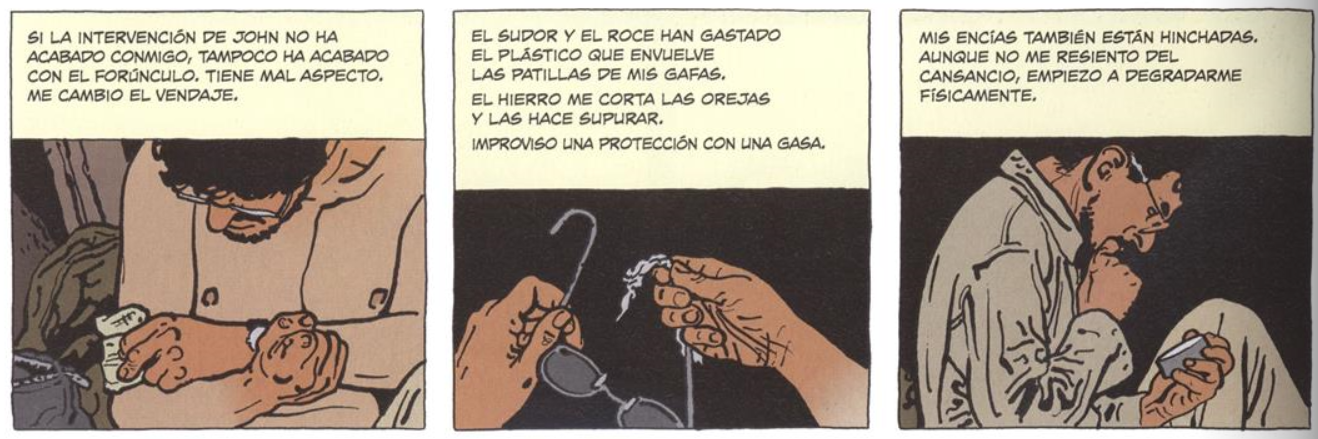 SI LA INTERVENCIÓN DE JOHN NO HA
ACABADO CONMIGO, TAMPOCO HA ACABADO
CON EL FORÚNCULO. TIENE MAL ASPECTO.
ME CAMBIO EL VENDAJE.
EL SUDOR Y EL ROCE HAN GASTADO
EL PLÁSTICO QUE ENVUELVE
LAS PATILLAS DE MIS GAFAS.
EL HIERRO ME CORTA LAS OREJAS
Y LAS HACE SUPURAR.
IMPROVISO UNA PROTECCIÓN CON UNA GASA.
MIS ENCÍAS TAMBIÉN ESTÁN HINCHADAS.
AUNQUE NO ME RESIENTO DEL
CANSANCIO, EMPIEZO A DEGRADARME
FÍSICAMENTE.